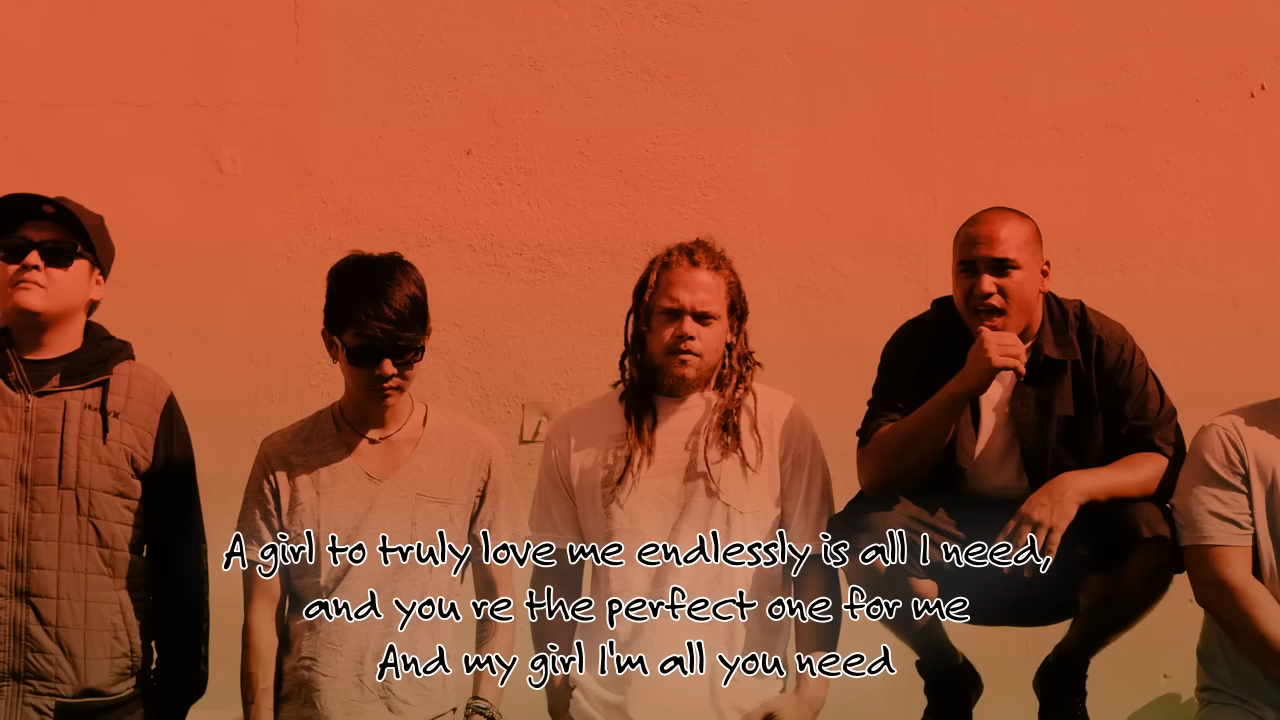 A girl to truly love me endlessly is all I need,
and you re the perfect one for me
And my girl I'm all you need